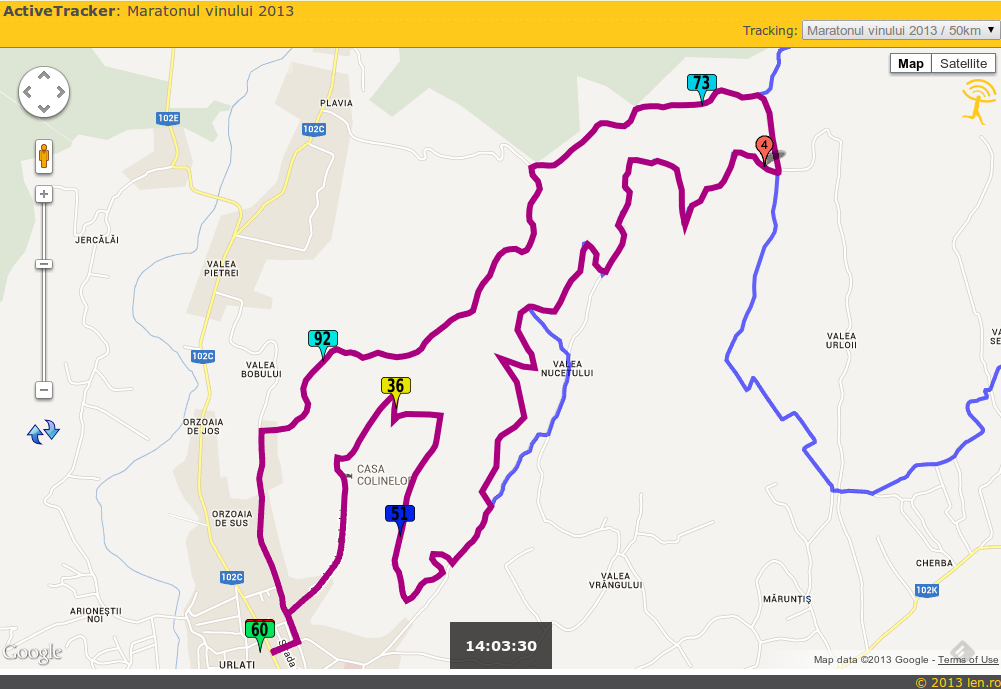 ActiveTracker: Maratonul vinului 2013
Tracking: Maratonul vinului 2013 / 50km
Map Satellite
73
PLAVIA
102E
102C
4
JERCĂLĂI
VALEA
PIETREI
92
VALEA
URLOII
102C
VALEA
BOBULUI
VALEA
NUCETULUI
36
ORZOAIA
DE JOS
CASA
COLINELOR
51
ORZOAIA
DE SUS
CHERBA
102C
VALEA
VRÂNGULUI
102K
MĂRUNȚIȘ
ARIONEȘTII
NOI
60
14:03:30
Google
URLAȚI
Strada
Map data ©2013 Google - Terms of Use
© 2013 len.ro